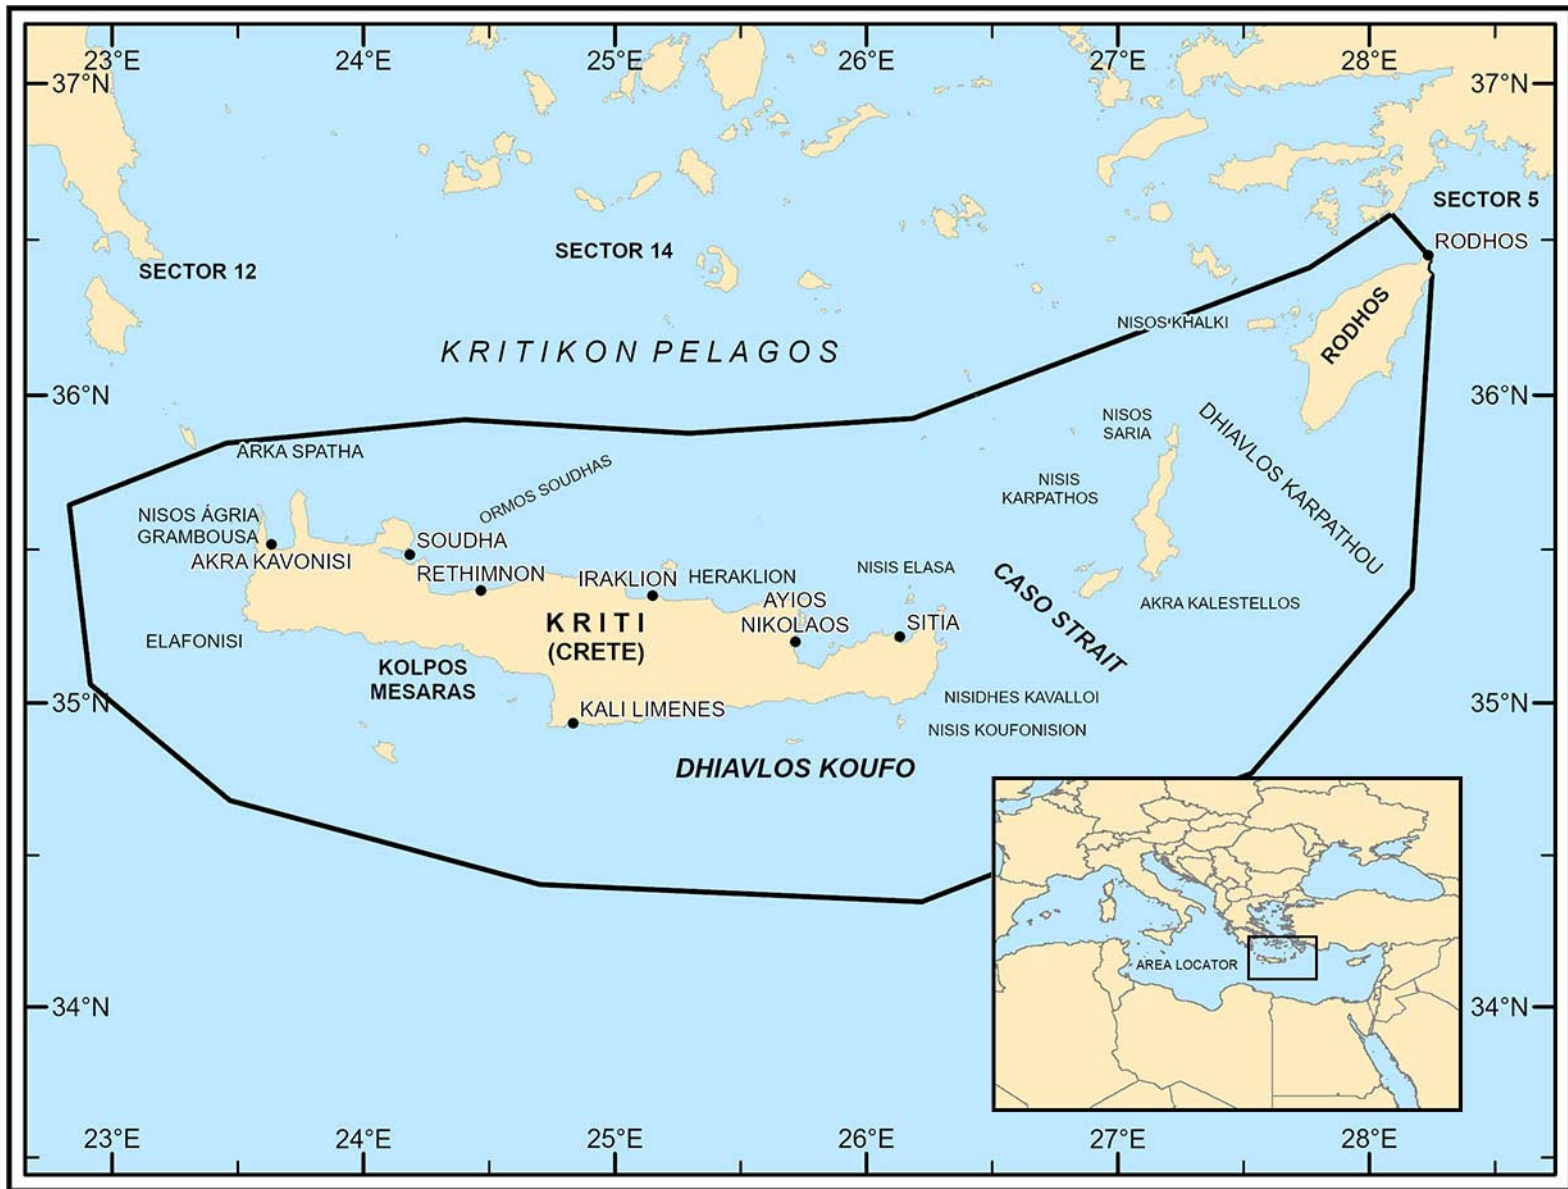 23°E
24°E
25°E
26°E
27°E
28°E
37°N
37°N
SECTOR 5
RODHOS
SECTOR 14
SECTOR 12
NISOS KHALKI
RODHOS
KRITIKON PELAGOS
36°N
36°N
NISOS
SARIA
DHIAVLOS KARPATHOU
ARKA SPATHA
ORMOS SOUDHAS
NISIS
KARPATHOS
NISOS ÁGRIA
GRAMBOUSA
AKRA KAVONISI
SOUDHA
RETHIMNON
IRAKLION
HERAKLION
NISIS ELASA
CASO STRAIT
AYIOS
NIKOLAOS
SITIA
AKRA KALESTELLOS
KRITI
(CRETE)
ELAFONISI
KOLPOS
MESARAS
35°N
35°N
KALI LIMENES
NISIDHES KAVALLOI
NISIS KOUFONISION
DHIAVLOS KOUFO
AREA LOCATOR
34°N
34°N
23°E
24°E
25°E
26°E
27°E
28°E